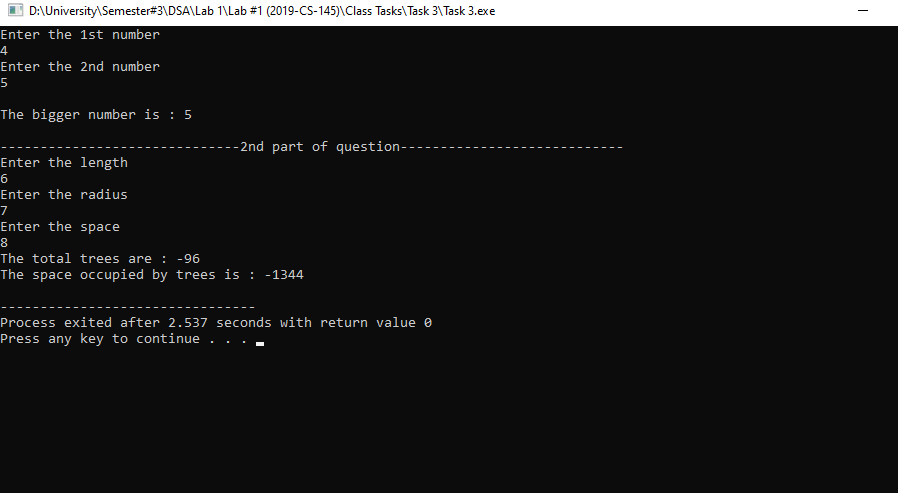 D:\University\Semester#3\DSA\Lab 1\Lab #1 (2019-CS-145)\Class Tasks\Task 3\Task 3.exe
Enter the 1st number
4
Enter the 2nd number
5
The bigger number is : 5
------------------------------2nd part of question----------------------------
Enter the length
6
Enter the radius
7
Enter the space
8
The total trees are : -96
The space occupied by trees is : -1344
--------------------------------
Process exited after 2.537 seconds with return value 0
Press any key to continue . . .